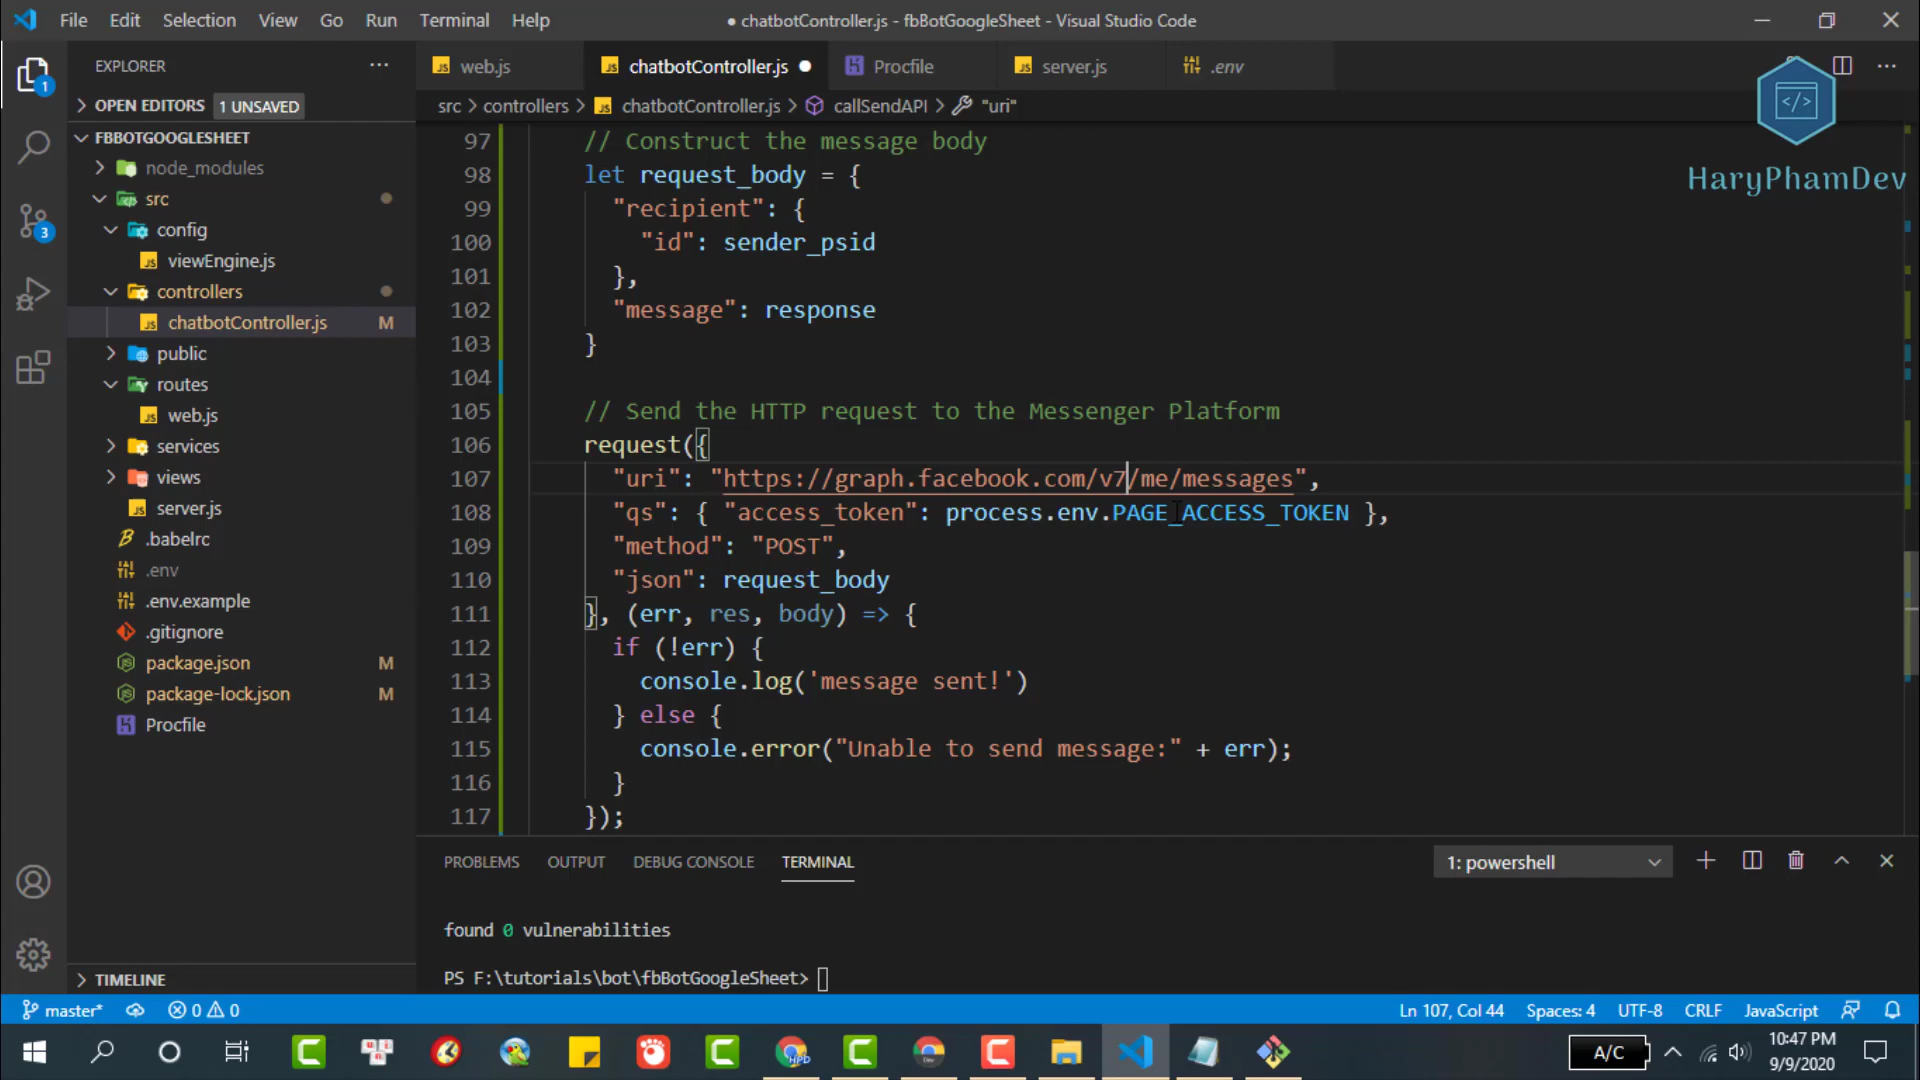 File Edit Selection View Go Run Terminal Help
● chatbotController.js - fbBotGoogleSheet - Visual Studio Code
EXPLORER
OPEN EDITORS 1 UNSAVED
FBBOTGOOGLESHEET
node_modules
src
config
viewEngine.js
controllers
chatbotController.js M
public
routes
web.js
services
views
server.js
.babelrc
.env
.env.example
.gitignore
package.json M
package-lock.json M
Procfile
TIMELINE
1
3
web.js chatbotController.js ● Procfile server.js .env
src > controllers > chatbotController.js > callSendAPI > "uri"
</>
HaryPhamDev
97 // Construct the message body
98 let request_body = {
99 "recipient": {
100 "id": sender_psid
101 },
102 "message": response
103 }
104
105 // Send the HTTP request to the Messenger Platform
106 request({
107 "uri": "https://graph.facebook.com/v7/me/messages",
108 "qs": { "access_token": process.env.PAGE_ACCESS_TOKEN },
109 "method": "POST",
110 "json": request_body
111 }, (err, res, body) => {
112 if (!err) {
113 console.log('message sent!')
114 } else {
115 console.error("Unable to send message:" + err);
116 }
117 });
PROBLEMS OUTPUT DEBUG CONSOLE TERMINAL 1: powershell
found 0 vulnerabilities
PS F:\tutorials\bot\fbBotGoogleSheet>
master* 0 0 Ln 107, Col 44 Spaces: 4 UTF-8 CRLF JavaScript
A/C 10:47 PM
9/9/2020